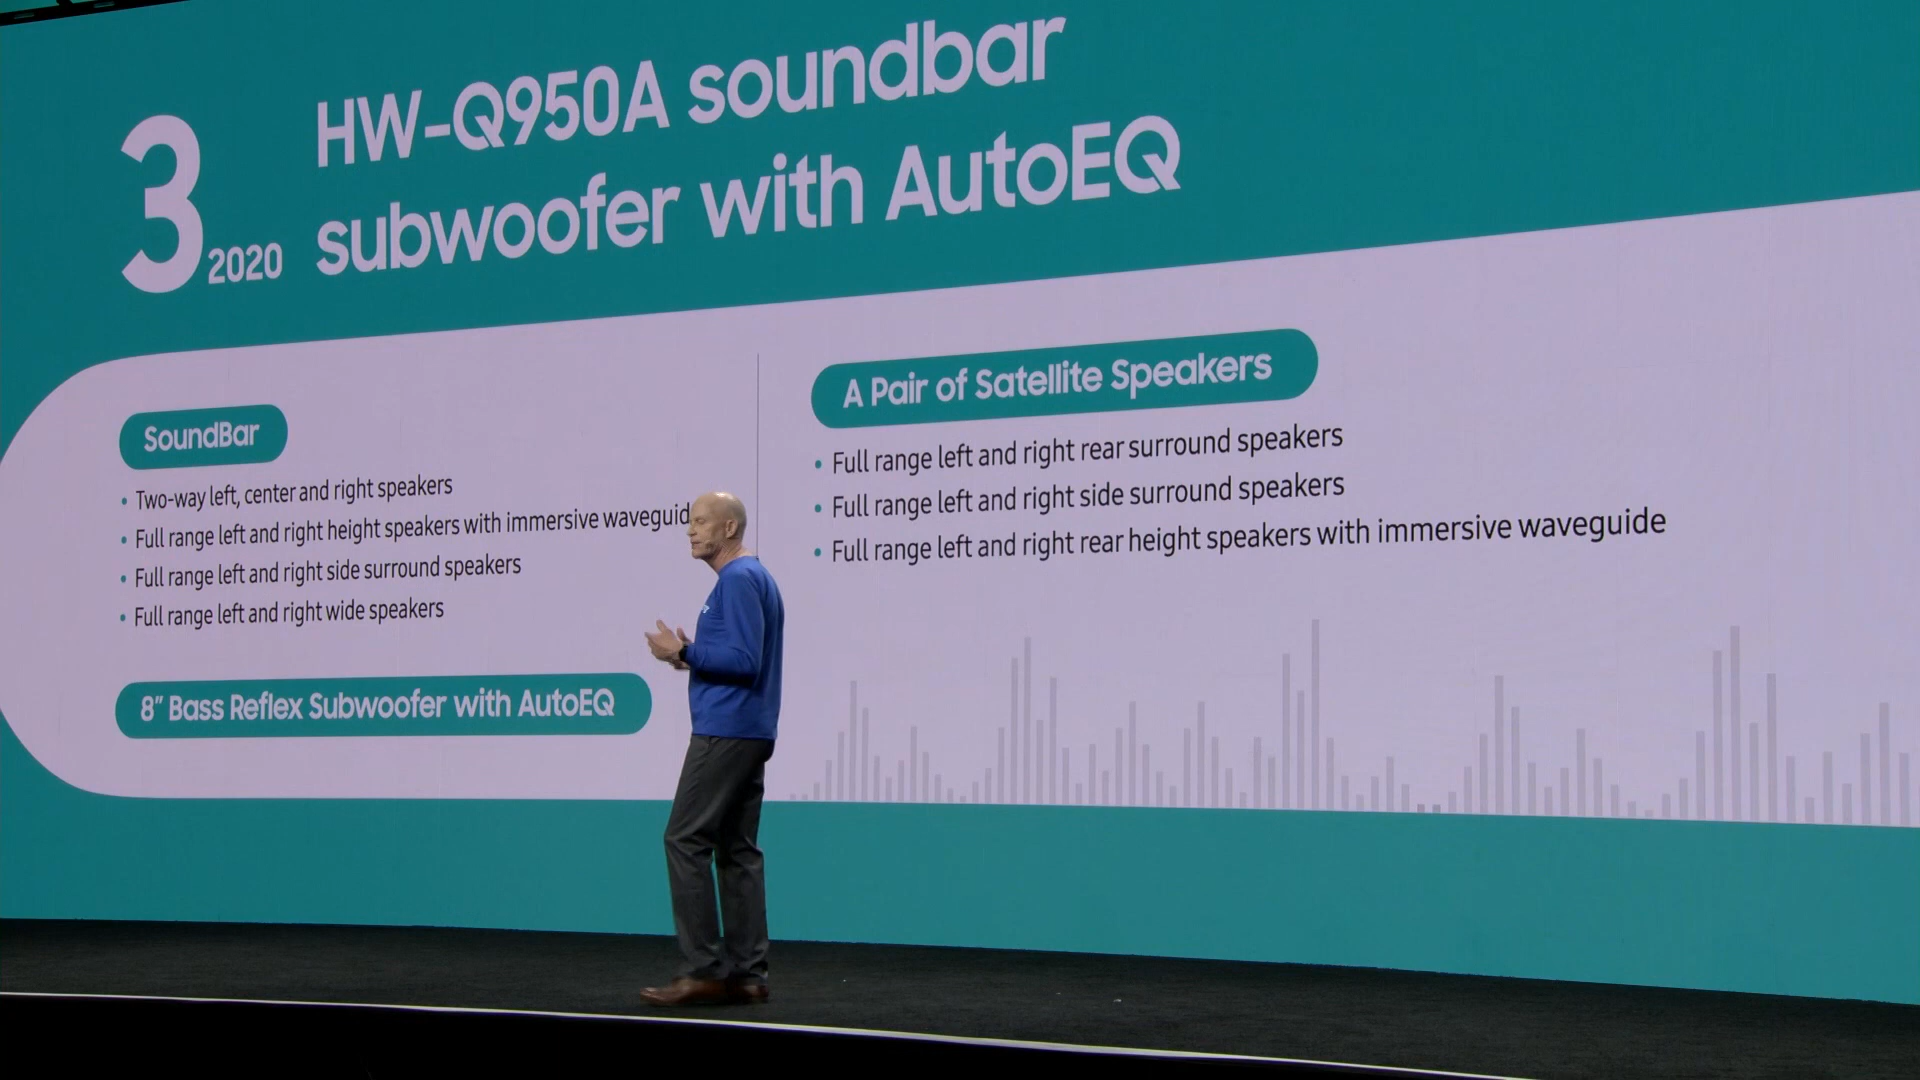 3 2020
HW-Q950A soundbar
subwoofer with AutoEQ
SoundBar
• Two-way left, center and right speakers
• Full range left and right height speakers with immersive waveguid
• Full range left and right side surround speakers
• Full range left and right wide speakers
8" Bass Reflex Subwoofer with AutoEQ
A Pair of Satellite Speakers
• Full range left and right rear surround speakers
• Full range left and right side surround speakers
• Full range left and right rear height speakers with immersive waveguide